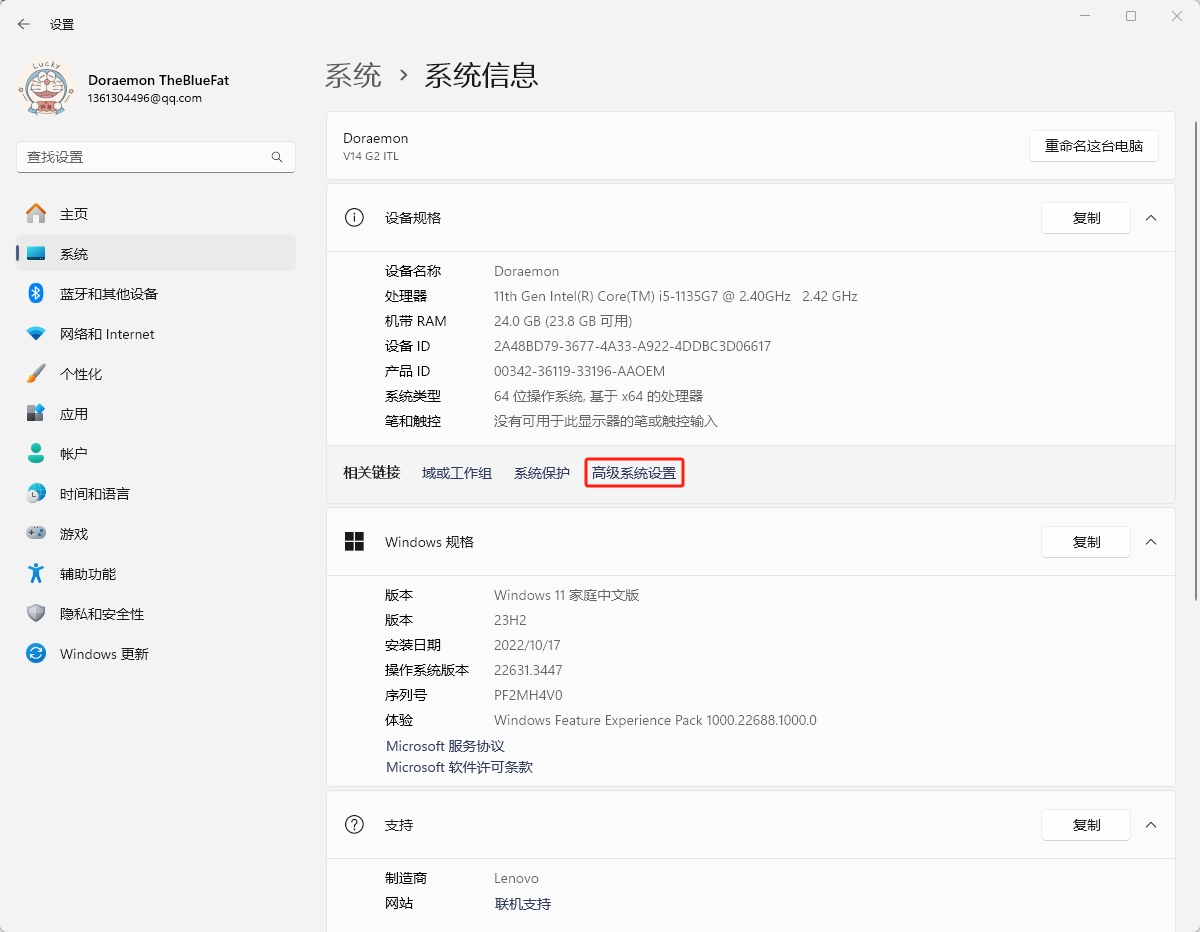 设置
Lucky
Doraemon TheBlueFat
1361304496@qq.com
查找设置
主页
系统
蓝牙和其他设备
网络和 Internet
个性化
应用
帐户
时间和语言
游戏
辅助功能
隐私和安全性
Windows 更新
系统 › 系统信息
Doraemon
V14 G2 ITL
重命名这台电脑
设备规格
复制
设备名称 Doraemon
处理器 11th Gen Intel(R) Core(TM) i5-1135G7 @ 2.40GHz 2.42 GHz
机带 RAM 24.0 GB (23.8 GB 可用)
设备 ID 2A48BD79-3677-4A33-A922-4DDBC3D06617
产品 ID 00342-36119-33196-AAOEM
系统类型 64 位操作系统, 基于 x64 的处理器
笔和触控 没有可用于此显示器的笔或触控输入
相关链接 域或工作组 系统保护 高级系统设置
Windows 规格
复制
版本 Windows 11 家庭中文版
版本 23H2
安装日期 2022/10/17
操作系统版本 22631.3447
序列号 PF2MH4V0
体验 Windows Feature Experience Pack 1000.22688.1000.0
Microsoft 服务协议
Microsoft 软件许可条款
支持
复制
制造商 Lenovo
网站 联机支持